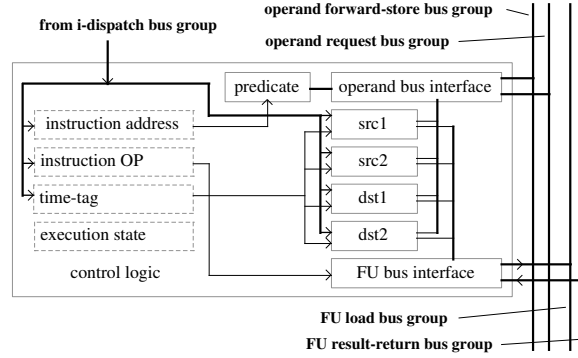 operand forward-store bus group
from i-dispatch bus group
operand request bus group
predicate
operand bus interface
instruction address
src1
instruction OP
src2
time-tag
dst1
execution state
dst2
control logic
FU bus interface
FU load bus group
FU result-return bus group